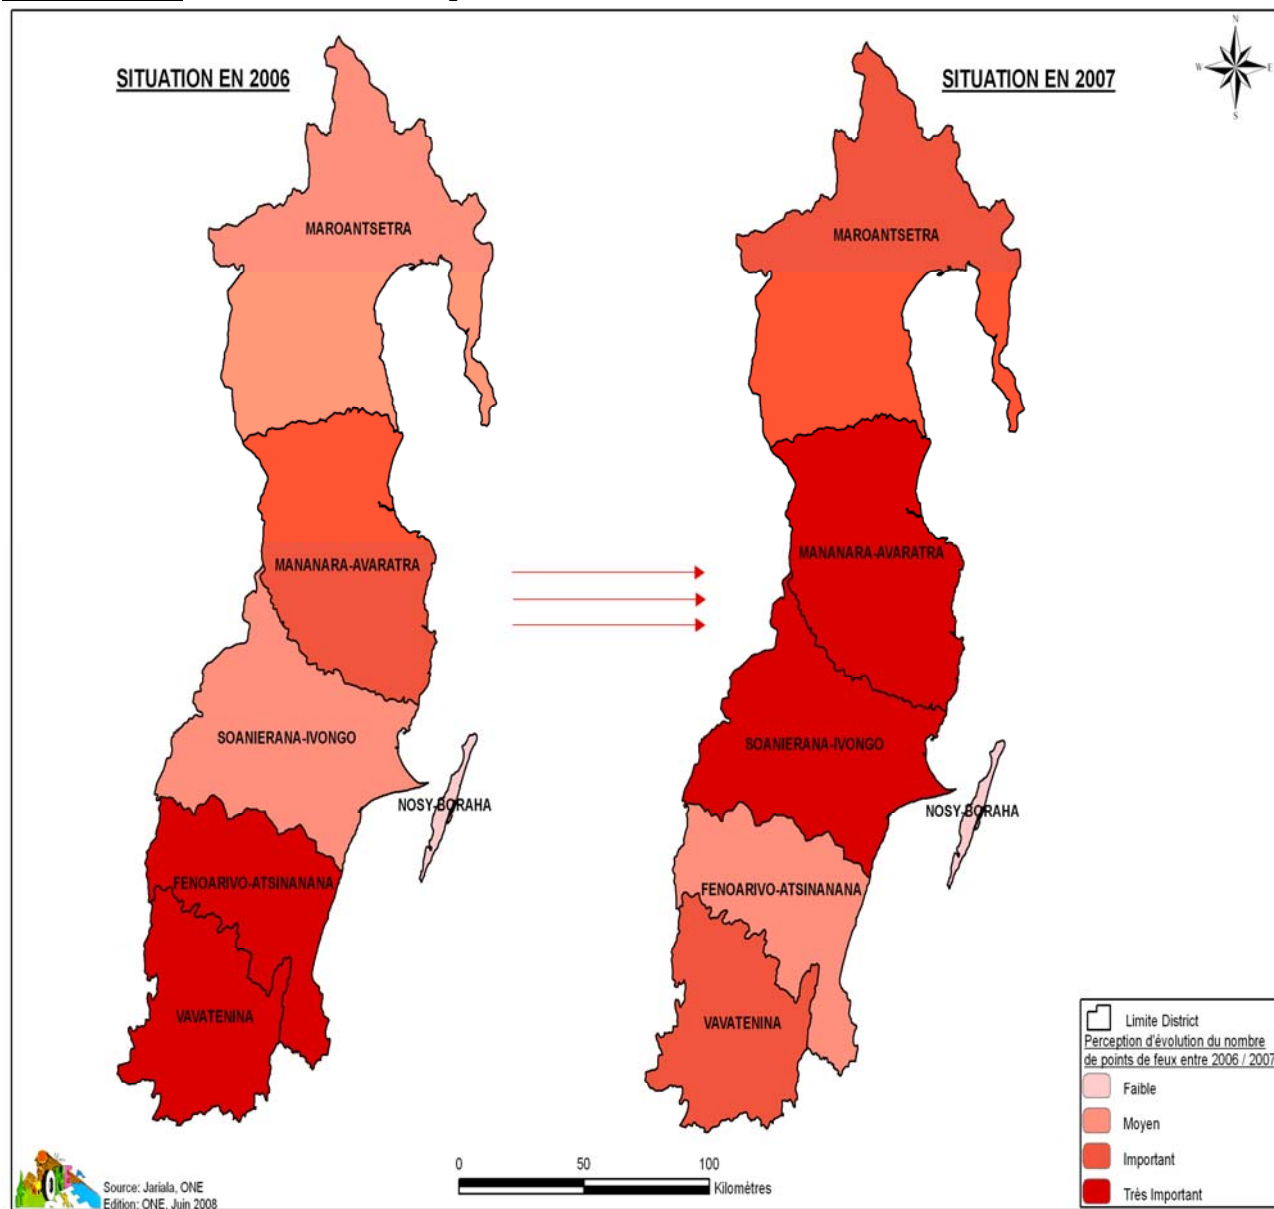 SITUATION EN 2006
SITUATION EN 2007
N
W
E
S
MAROANTSETRA
MAROANTSETRA
MANANARA-AVARATRA
MANANARA-AVARATRA
SOANIERANA-IVONGO
SOANIERANA-IVONGO
NOSY-BORAHA
NOSY-BORAHA
FENOARIVO-ATSINANANA
FENOARIVO-ATSINANANA
VAVATENINA
VAVATENINA
Limite District
Perception d'évolution du nombre
de points de feux entre 2006 / 2007
Faible
Moyen
Important
Très Important
0 50 100
Kilométres
Source: Jariala, ONE
Edition: ONE, Juin 2008